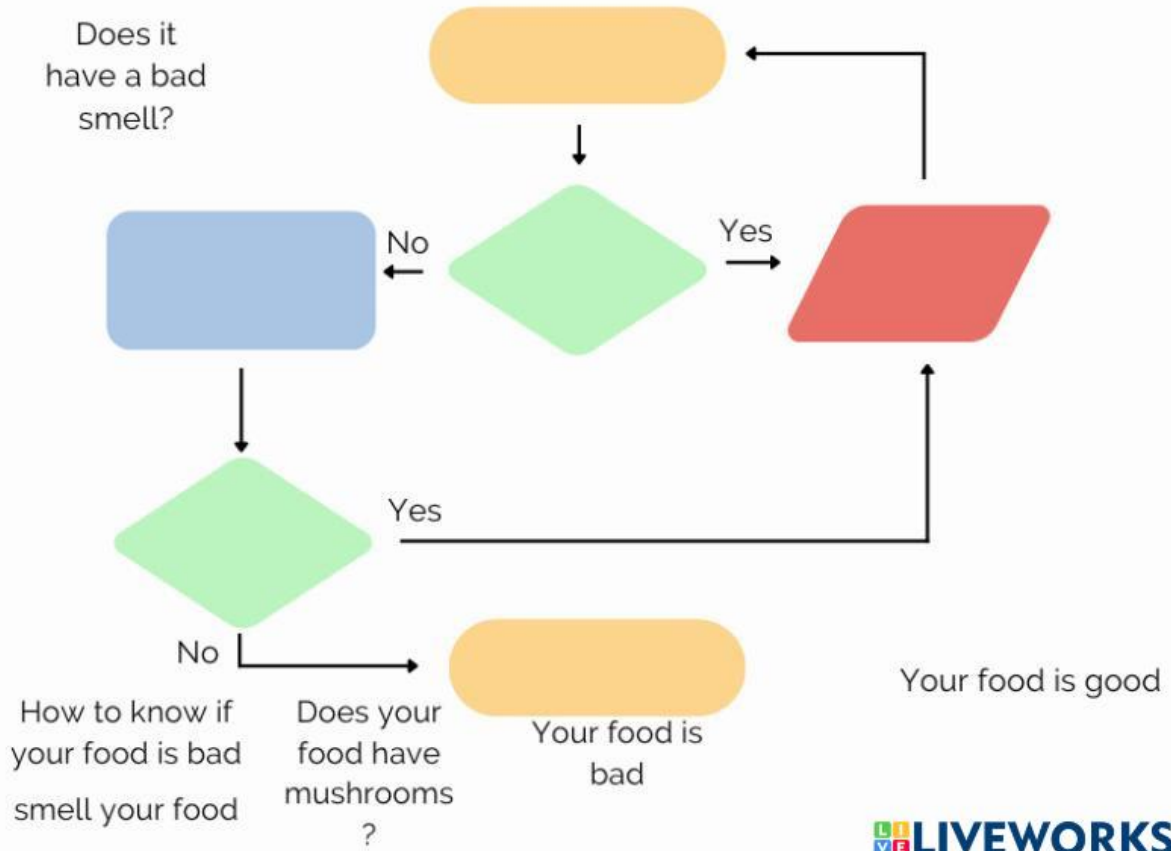 Does it
have a bad
smell?
No
Yes
Yes
No
How to know if
your food is bad
smell your food
Does your
food have
mushrooms
?
Your food is
bad
Your food is good
LIVE LIVEWORKS